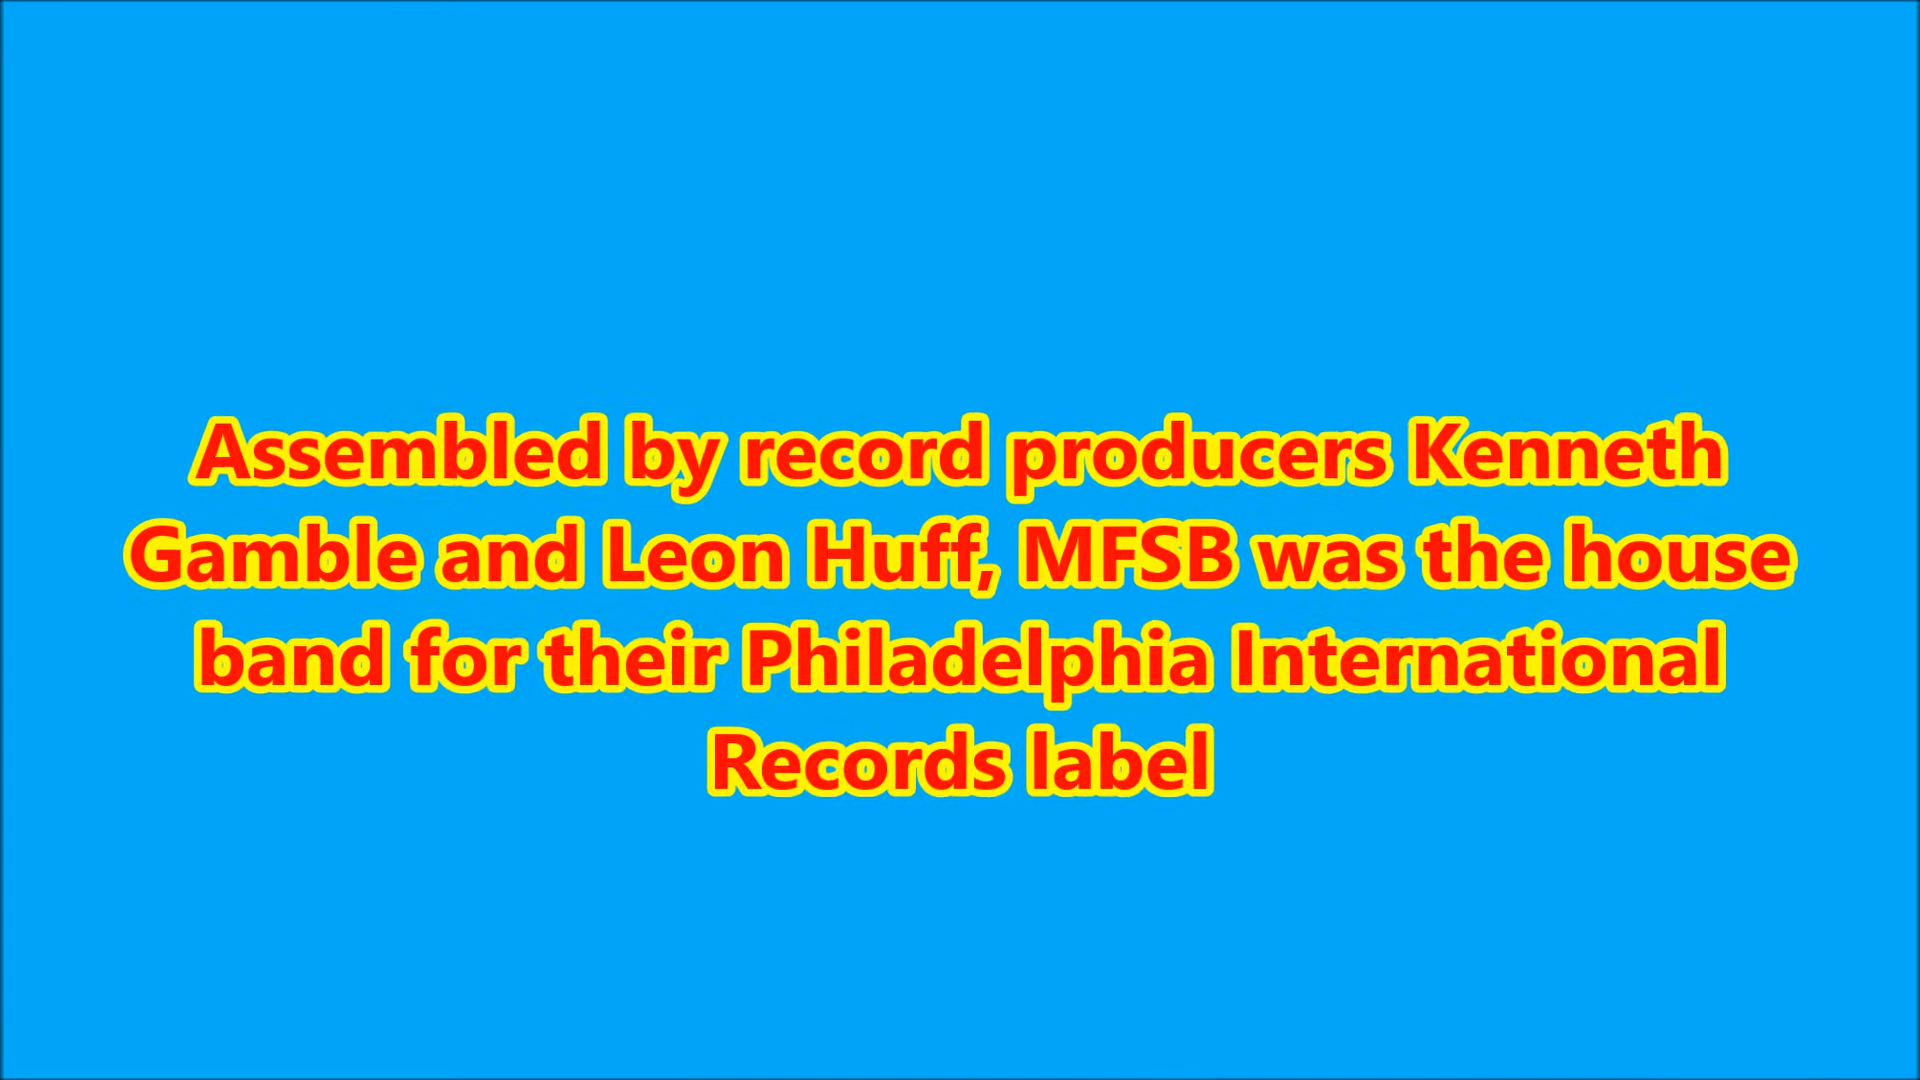 Assembled by record producers Kenneth
Gamble and Leon Huff, MFSB was the house
band for their Philadelphia International
Records label